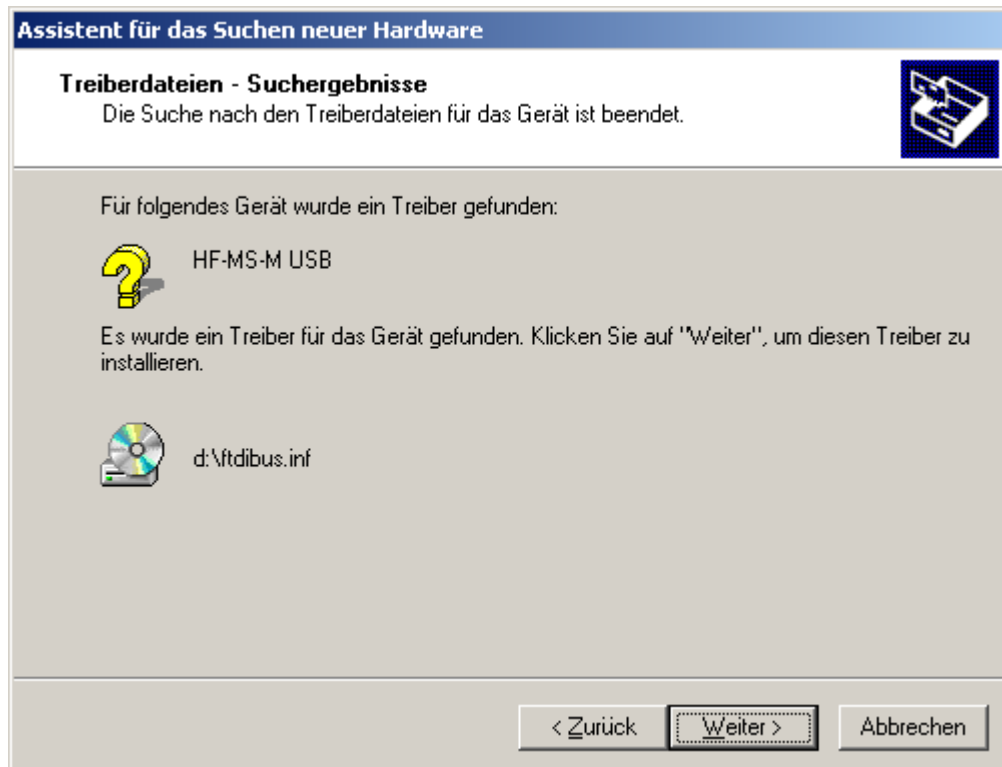 Assistent für das Suchen neuer Hardware
Treiberdateien - Suchergebnisse
Die Suche nach den Treiberdateien für das Gerät ist beendet.
Für folgendes Gerät wurde ein Treiber gefunden:
HF-MS-M USB
Es wurde ein Treiber für das Gerät gefunden. Klicken Sie auf "Weiter", um diesen Treiber zu
installieren.
d:\ftdibus.inf
< Zurück Weiter > Abbrechen